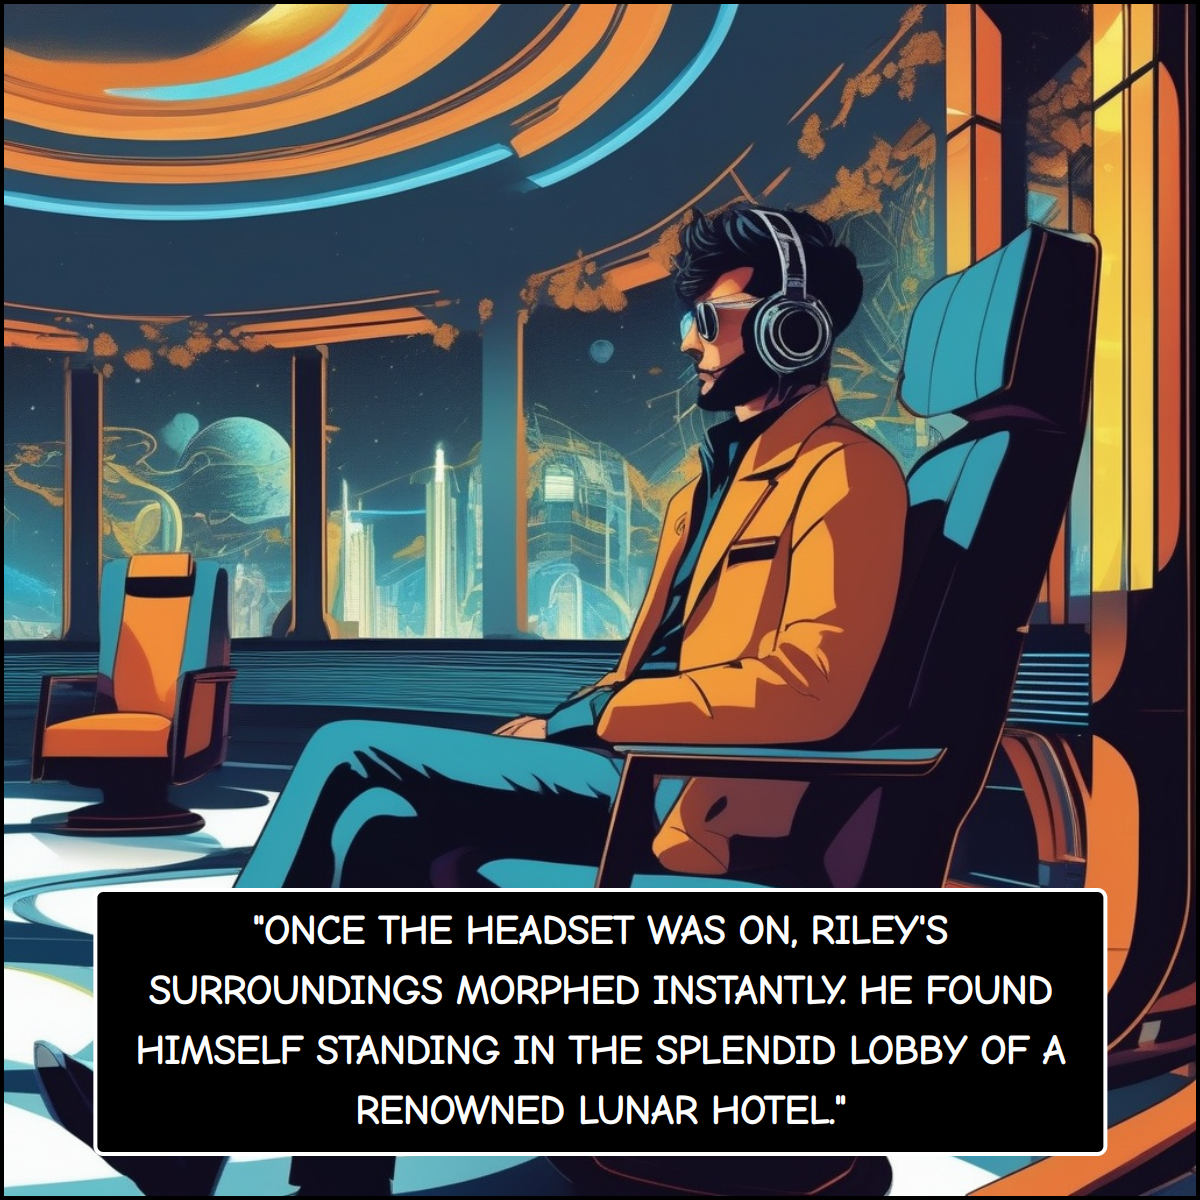 "ONCE THE HEADSET WAS ON, RILEY'S
SURROUNDINGS MORPHED INSTANTLY. HE FOUND
HIMSELF STANDING IN THE SPLENDID LOBBY OF A
RENOWNED LUNAR HOTEL."